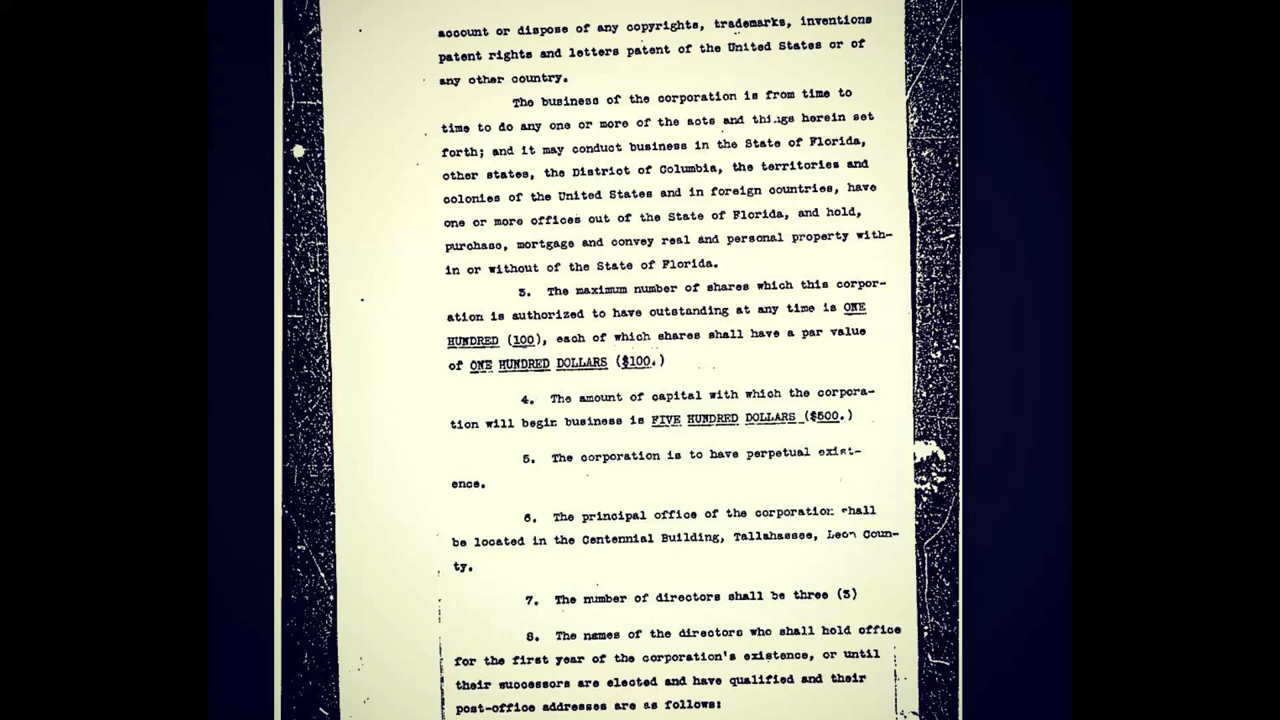 account or dispose of any copyrights, trademarks, inventions
patent rights and letters patent of the United States or of
any other country.
The business of the corporation is from time to
time to do any one or more of the acts and things herein set
forth; and it may conduct business in the State of Florida,
other states, the District of Columbia, the territories and
colonies of the United States and in foreign countries, have
one or more offices out of the State of Florida, and hold,
purchase, mortgage and convey real and personal property with-
in or without of the State of Florida.
3. The maximum number of shares which this corpor-
ation is authorized to have outstanding at any time is ONE
HUNDRED (100), each of which shares shall have a par value
of ONE HUNDRED DOLLARS ($100.)
4. The amount of capital with which the corpora-
tion will begin business is FIVE HUNDRED DOLLARS ($500.)
5. The corporation is to have perpetual exist-
ence.
6. The principal office of the corporation shall
be located in the Centennial Building, Tallahassee, Leon Coun-
ty.
7. The number of directors shall be three (3)
8. The names of the directors who shall hold office
for the first year of the corporation's existence, or until
their successors are elected and have qualified and their
post-office addresses are as follows: